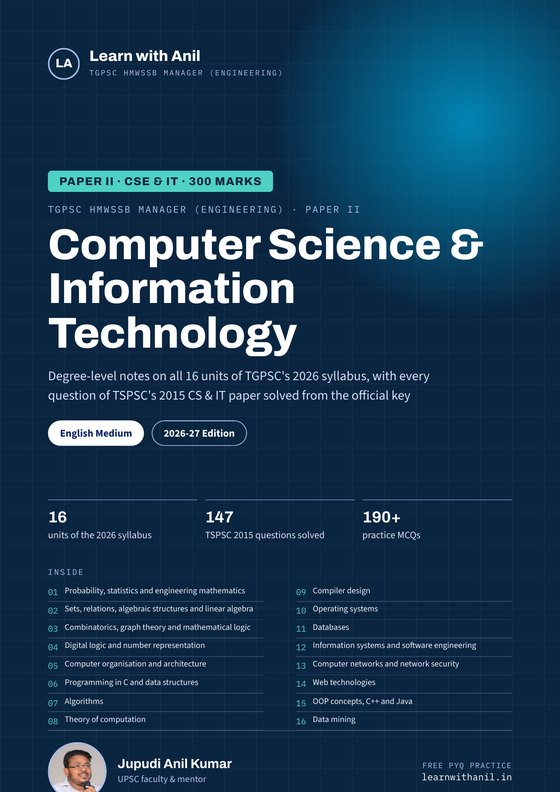 LA
Learn with Anil
TGPSC HMWSSB MANAGER (ENGINEERING)
PAPER II · CSE & IT · 300 MARKS
TGPSC HMWSSB MANAGER (ENGINEERING) · PAPER II
Computer Science &
Information
Technology
Degree-level notes on all 16 units of TGPSC's 2026 syllabus, with every
question of TSPSC's 2015 CS & IT paper solved from the official key
English Medium
2026-27 Edition
16
units of the 2026 syllabus
147
TSPSC 2015 questions solved
190+
practice MCQs
INSIDE
01 Probability, statistics and engineering mathematics
02 Sets, relations, algebraic structures and linear algebra
03 Combinatorics, graph theory and mathematical logic
04 Digital logic and number representation
05 Computer organisation and architecture
06 Programming in C and data structures
07 Algorithms
08 Theory of computation
09 Compiler design
10 Operating systems
11 Databases
12 Information systems and software engineering
13 Computer networks and network security
14 Web technologies
15 OOP concepts, C++ and Java
16 Data mining
Jupudi Anil Kumar
UPSC faculty & mentor
FREE PYQ PRACTICE
learnwithanil.in